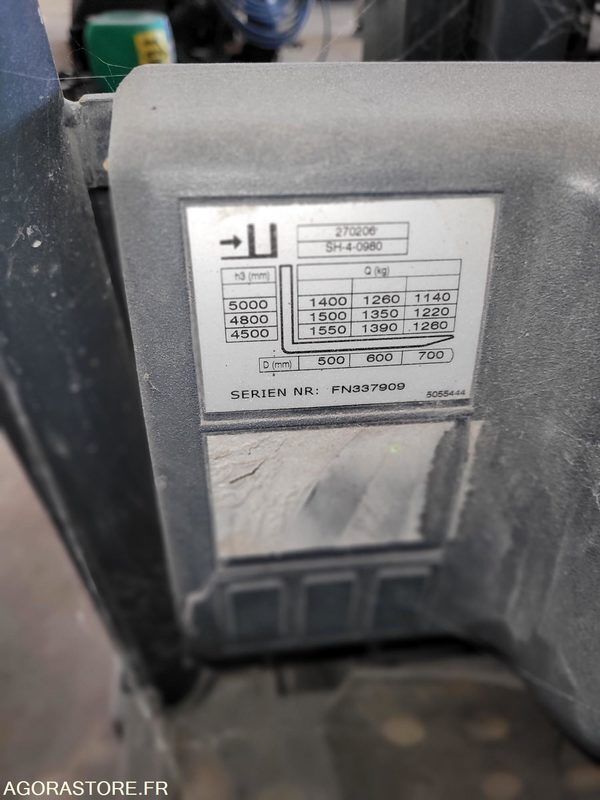 270206
SH-4-0980
h3 (mm)
Q (kg)
5000 1400 1260 1140
4800 1500 1350 1220
4500 1550 1390 1260
D (mm) 500 600 700
SERIEN NR: FN337909
5055444
AGORASTORE.FR